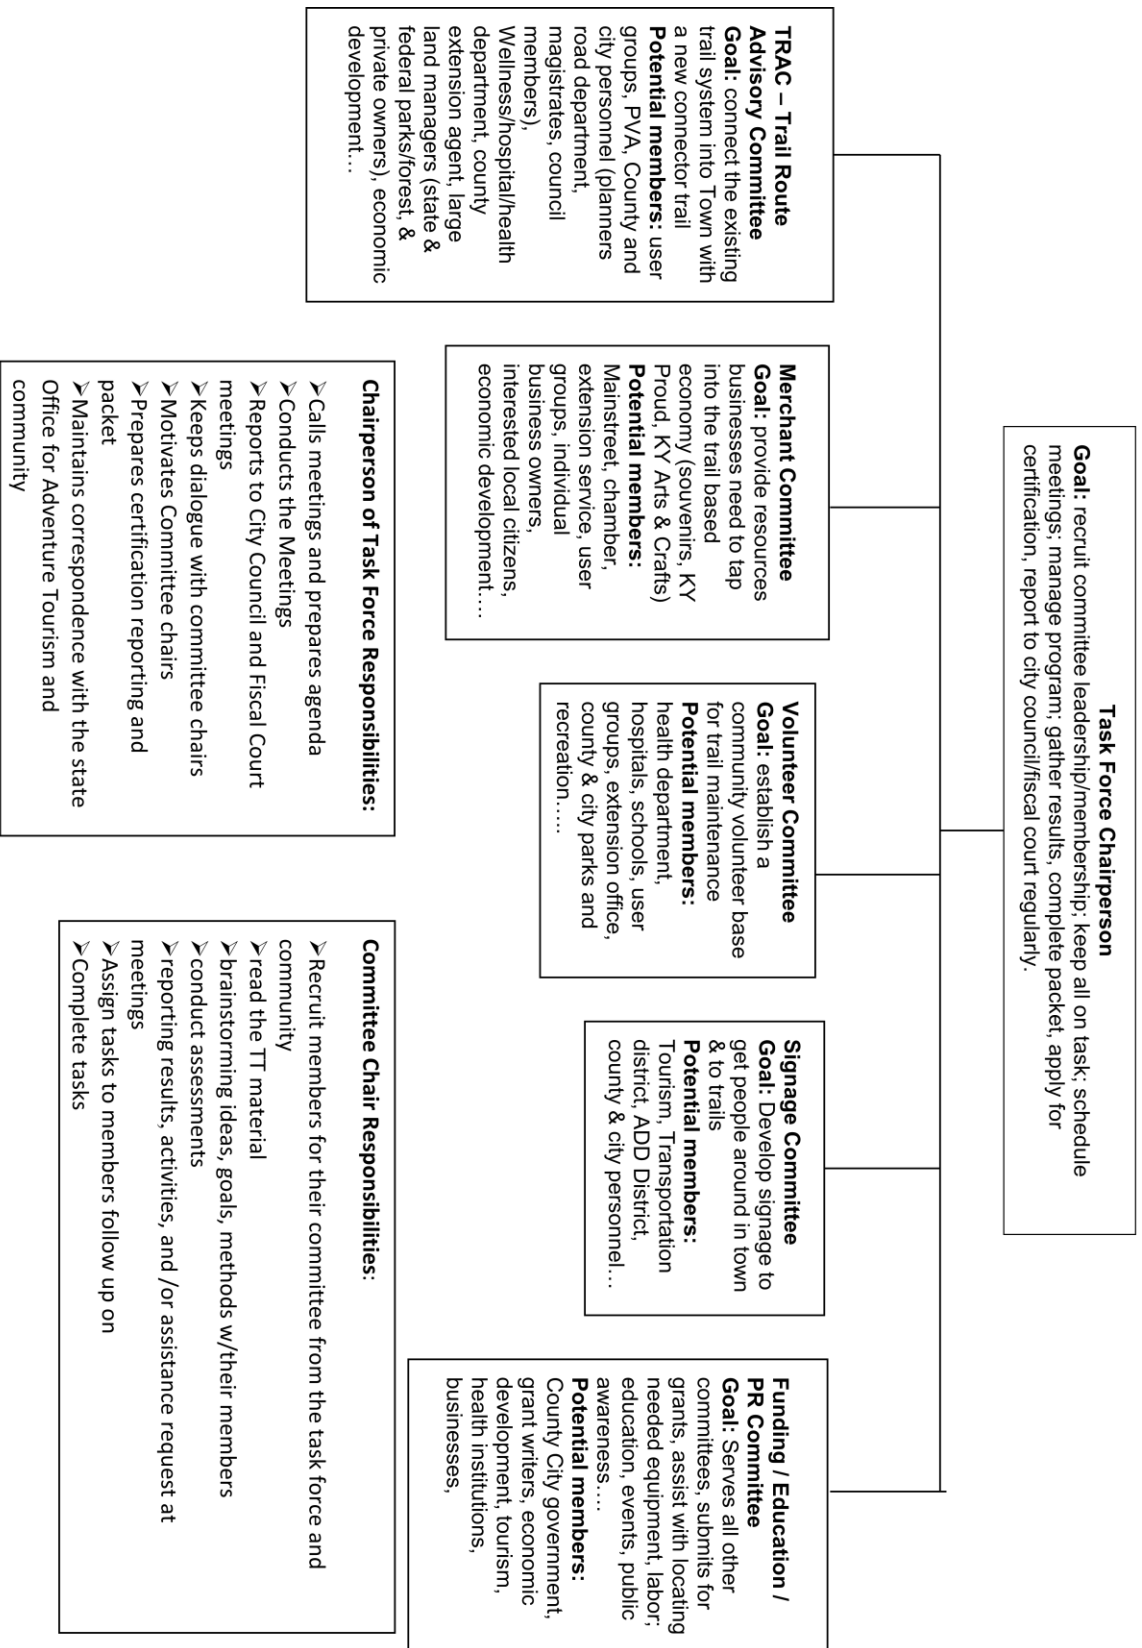 Task Force Chairperson
Goal: recruit committee leadership/membership; keep all on task; schedule
meetings; manage program; gather results, complete packet, apply for
certification, report to city council/fiscal court regularly.
TRAC – Trail Route
Advisory Committee
Goal: connect the existing
trail system into Town with
a new connector trail
Potential members: user
groups, PVA, County and
city personnel (planners
road department,
magistrates, council
members),
Wellness/hospital/health
department, county
extension agent, large
land managers (state &
federal parks/forest, &
private owners), economic
development…
Merchant Committee
Goal: provide resources
businesses need to tap
into the trail based
economy (souvenirs, KY
Proud, KY Arts & Crafts)
Potential members:
Mainstreet, chamber,
extension service, user
groups, individual
business owners,
interested local citizens,
economic development….
Volunteer Committee
Goal: establish a
community volunteer base
for trail maintenance
Potential members:
health department,
hospitals, schools, user
groups, extension office,
county & city parks and
recreation…..
Signage Committee
Goal: Develop signage to
get people around in town
& to trails
Potential members:
Tourism, Transportation
district, ADD District,
county & city personnel…
Funding / Education /
PR Committee
Goal: Serves all other
committees, submits for
grants, assist with locating
needed equipment, labor;
education, events, public
awareness….
Potential members:
County City government,
grant writers, economic
development, tourism,
health institutions,
businesses,
Chairperson of Task Force Responsibilities:
➢Calls meetings and prepares agenda
➢Conducts the Meetings
➢Reports to City Council and Fiscal Court
meetings
➢Keeps dialogue with committee chairs
➢Motivates Committee chairs
➢Prepares certification reporting and
packet
➢Maintains correspondence with the state
Office for Adventure Tourism and
community
Committee Chair Responsibilities:
➢Recruit members for their committee from the task force and
community
➢read the TT material
➢brainstorming ideas, goals, methods w/their members
➢conduct assessments
➢reporting results, activities, and /or assistance request at
meetings
➢Assign tasks to members follow up on
➢Complete tasks